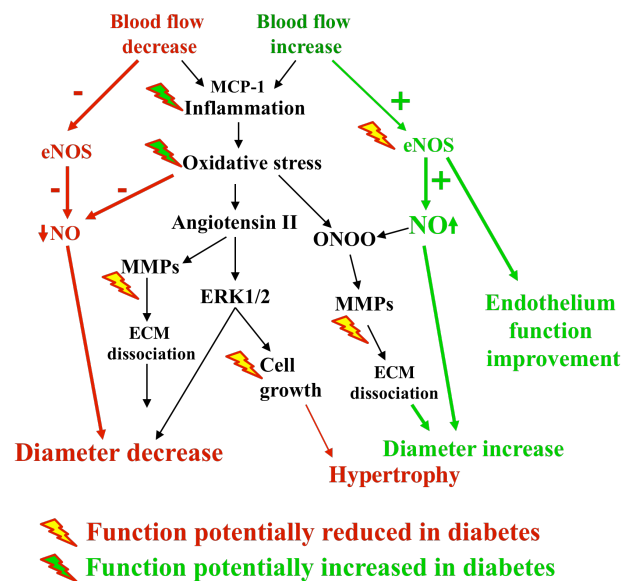 Blood flow
decrease
Blood flow
increase
MCP-1
Inflammation
-
+
eNOS
Oxidative stress
eNOS
-
-
+
NO
Angiotensin II
ONOO
NO
MMPs
ERK1/2
MMPs
ECM
dissociation
Cell
growth
ECM
dissociation
Endothelium
function
improvement
Diameter decrease
Diameter increase
Hypertrophy
Function potentially reduced in diabetes
Function potentially increased in diabetes